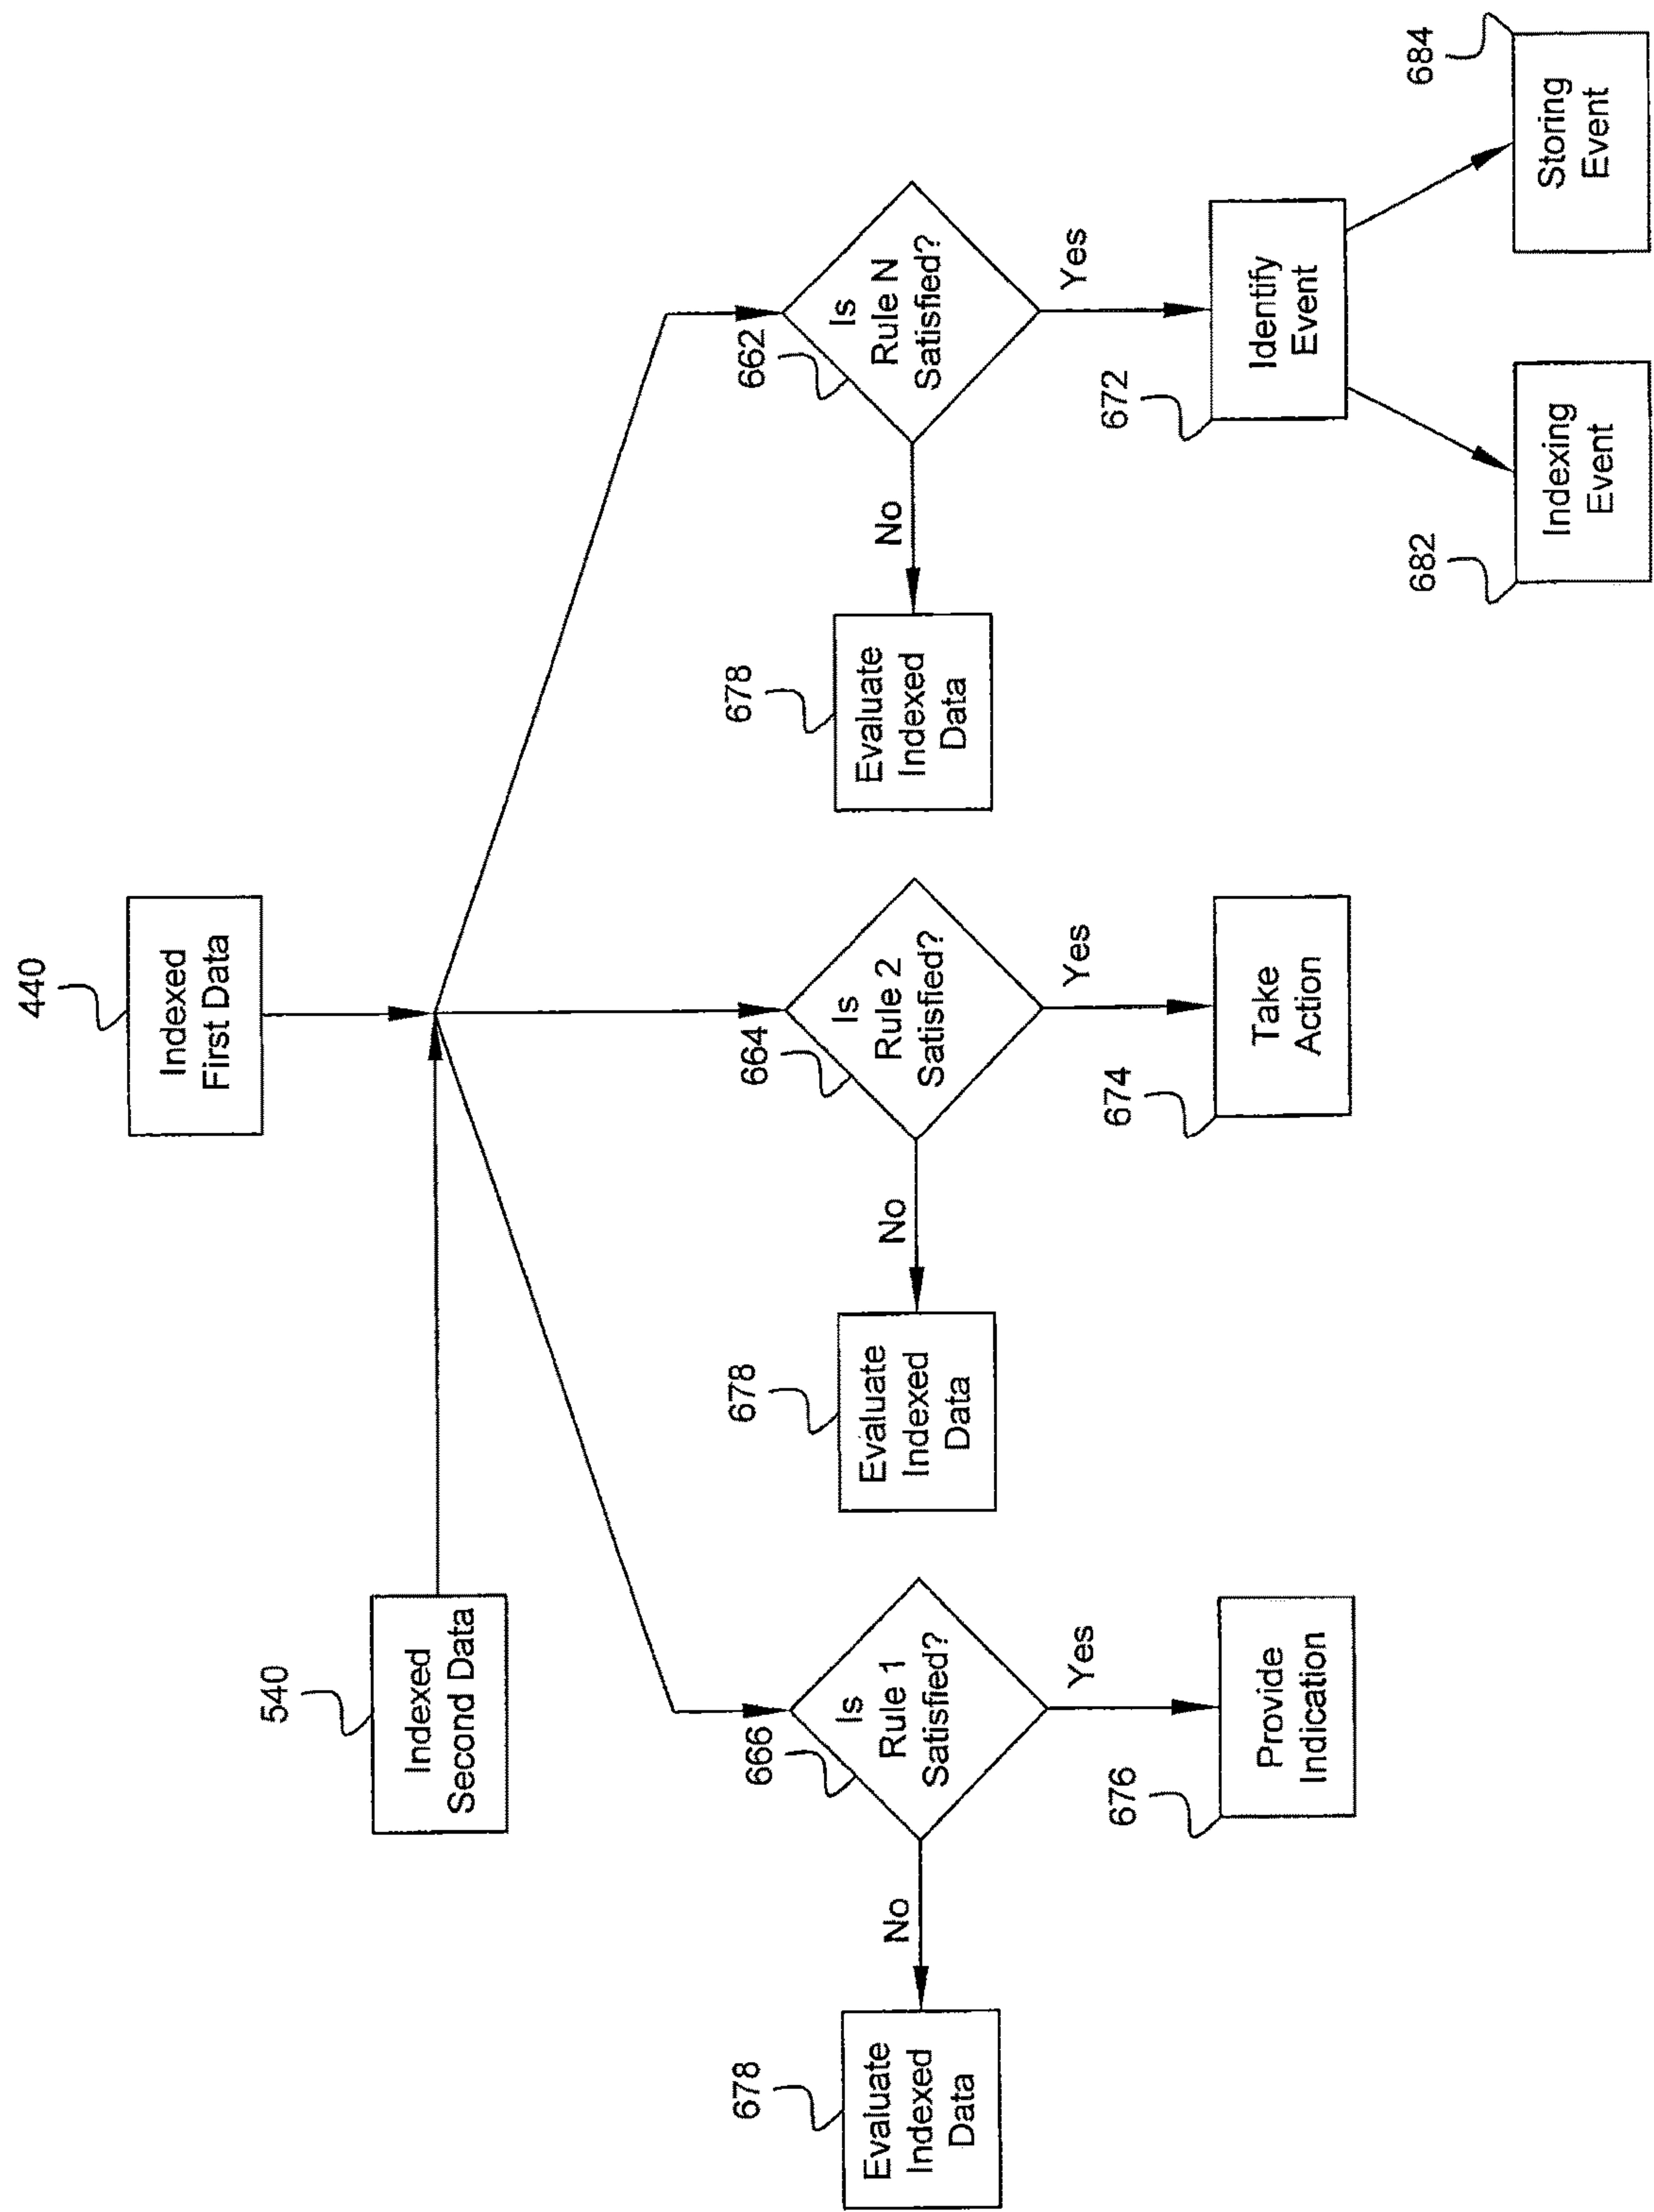 440
Indexed
First Data
540
Indexed
Second Data
666
Is
Rule 1
Satisfied?
No
Yes
678
Evaluate
Indexed
Data
676
Provide
Indication
664
Is
Rule 2
Satisfied?
No
Yes
678
Evaluate
Indexed
Data
674
Take
Action
662
Is
Rule N
Satisfied?
No
Yes
678
Evaluate
Indexed
Data
672
Identify
Event
682
Indexing
Event
684
Storing
Event